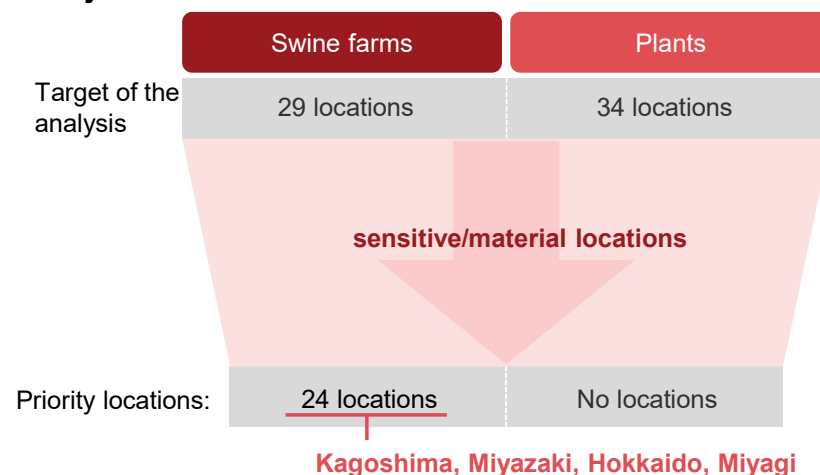 Swine farms
Plants
Target of the
analysis
29 locations
34 locations
sensitive/material locations
Priority locations:
24 locations
No locations
Kagoshima, Miyazaki, Hokkaido, Miyagi